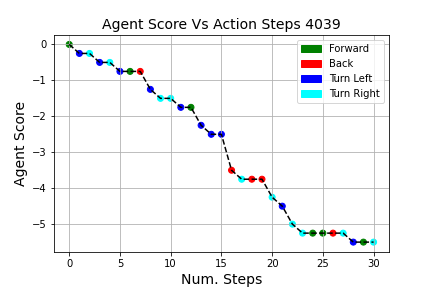 Agent Score Vs Action Steps 4039
Agent Score
0
−1
−2
−3
−4
−5
Forward
Back
Turn Left
Turn Right
0 5 10 15 20 25 30
Num. Steps